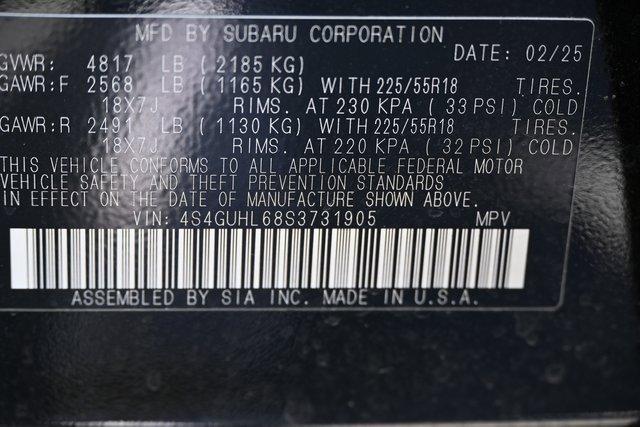 MFD BY SUBARU CORPORATION
DATE: 02/25
GVWR: 4817 LB ( 2185 KG)
GAWR:F 2568 LB ( 1165 KG) WITH 225/55R18 TIRES.
18X7J RIMS. AT 230 KPA ( 33 PSI) COLD
GAWR:R 2491 LB ( 1130 KG) WITH 225/55R18 TIRES.
18X7J RIMS. AT 220 KPA ( 32 PSI) COLD
THIS VEHICLE CONFORMS TO ALL APPLICABLE FEDERAL MOTOR
VEHICLE SAFETY AND THEFT PREVENTION STANDARDS
IN EFFECT ON THE DATE OF MANUFACTURE SHOWN ABOVE.
VIN: 4S4GUHL68S3731905 MPV
ASSEMBLED BY SIA INC. MADE IN U.S.A.